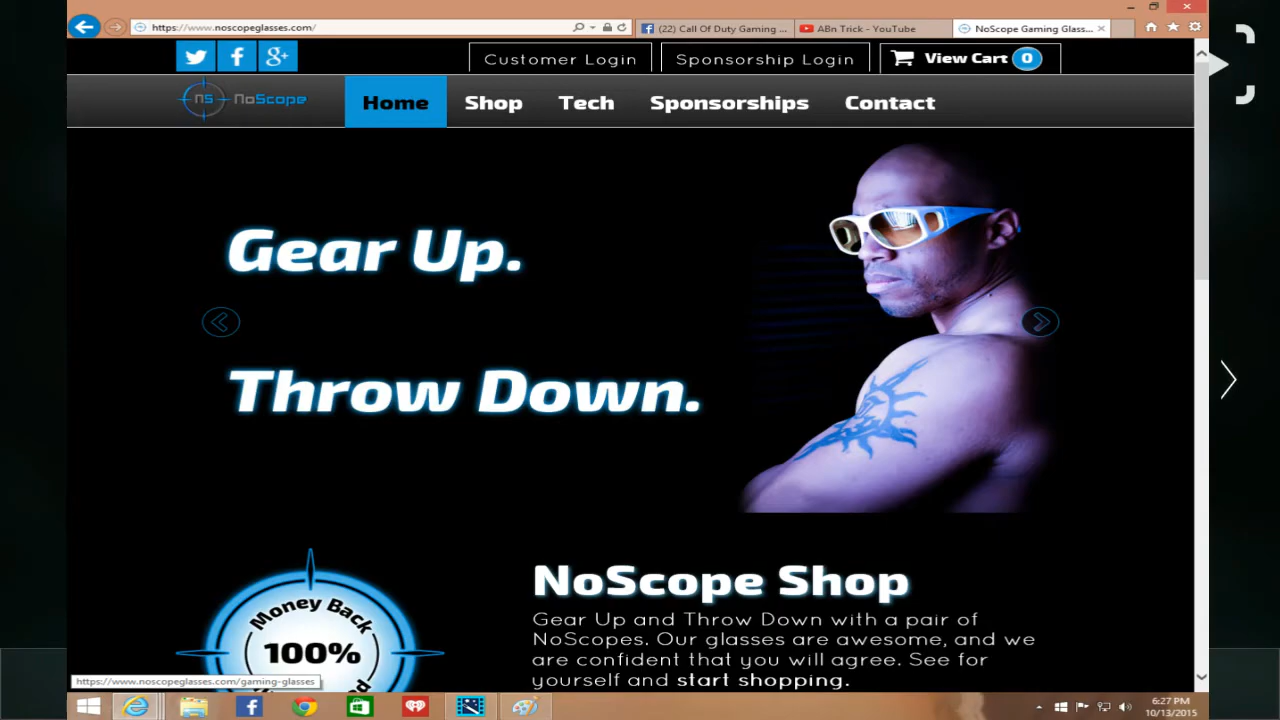 https://www.noscopeglasses.com/
(22) Call Of Duty Gaming ...
ABn Trick - YouTube
NoScope Gaming Glass...
Customer Login
Sponsorship Login
View Cart 0
NS NoScope
Home
Shop
Tech
Sponsorships
Contact
Gear Up.
Throw Down.
Money Back
100%
NoScope Shop
Gear Up and Throw Down with a pair of
NoScopes. Our glasses are awesome, and we
are confident that you will agree. See for
yourself and start shopping.
https://www.noscopeglasses.com/gaming-glasses
6:27 PM
10/13/2015